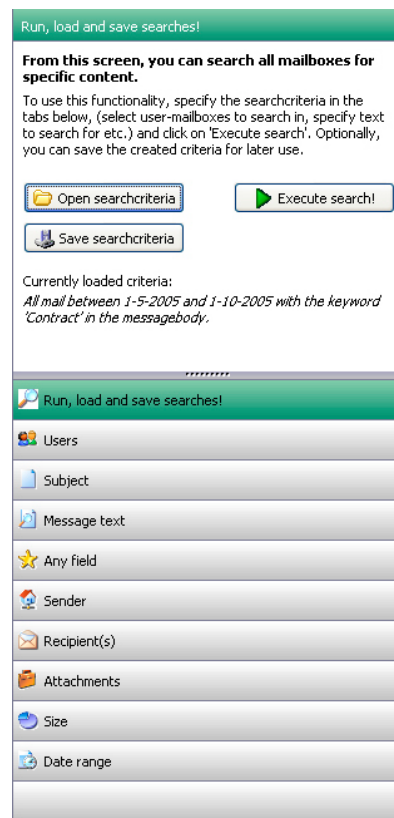 Run, load and save searches!
From this screen, you can search all mailboxes for
specific content.
To use this functionality, specify the searchcriteria in the
tabs below, (select user-mailboxes to search in, specify text
to search for etc.) and click on 'Execute search'. Optionally,
you can save the created criteria for later use.
Open searchcriteria
Execute search!
Save searchcriteria
Currently loaded criteria:
All mail between 1-5-2005 and 1-10-2005 with the keyword
'Contract' in the messagebody.
Run, load and save searches!
Users
Subject
Message text
Any field
Sender
Recipient(s)
Attachments
Size
Date range